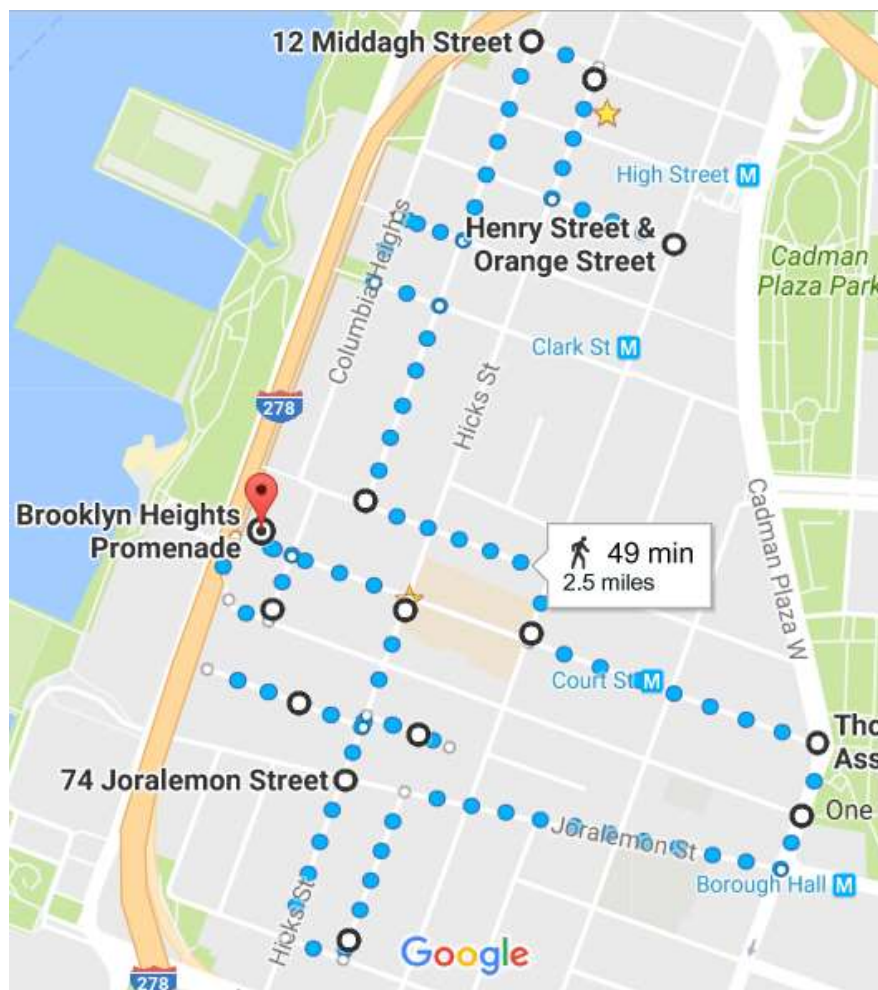 12 Middagh Street
High Street M
Henry Street &
Orange Street
Columbia Heights
Cadman
Plaza Park
Clark St M
278
Hicks St
Brooklyn Heights
Promenade
49 min
2.5 miles
Cadman Plaza W
Court St M
Tho
Ass
74 Joralemon Street
One
Joralemon St
Borough Hall M
Hicks St
Google
278